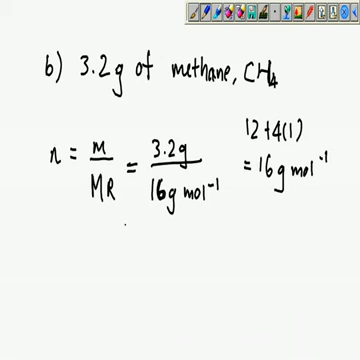 b) 3.2g of methane, CH₄
12+4(1)
n = m/MR = 3.2g/16g mol⁻¹
= 16g mol⁻¹